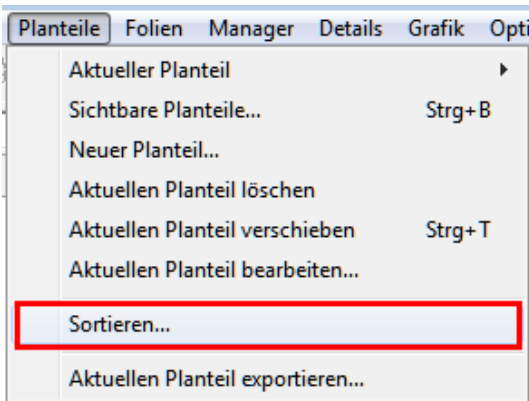 Planteile Folien Manager Details Grafik Opti
Aktueller Planteil
Sichtbare Planteile... Strg+B
Neuer Planteil...
Aktuellen Planteil löschen
Aktuellen Planteil verschieben Strg+T
Aktuellen Planteil bearbeiten...
Sortieren...
Aktuellen Planteil exportieren...